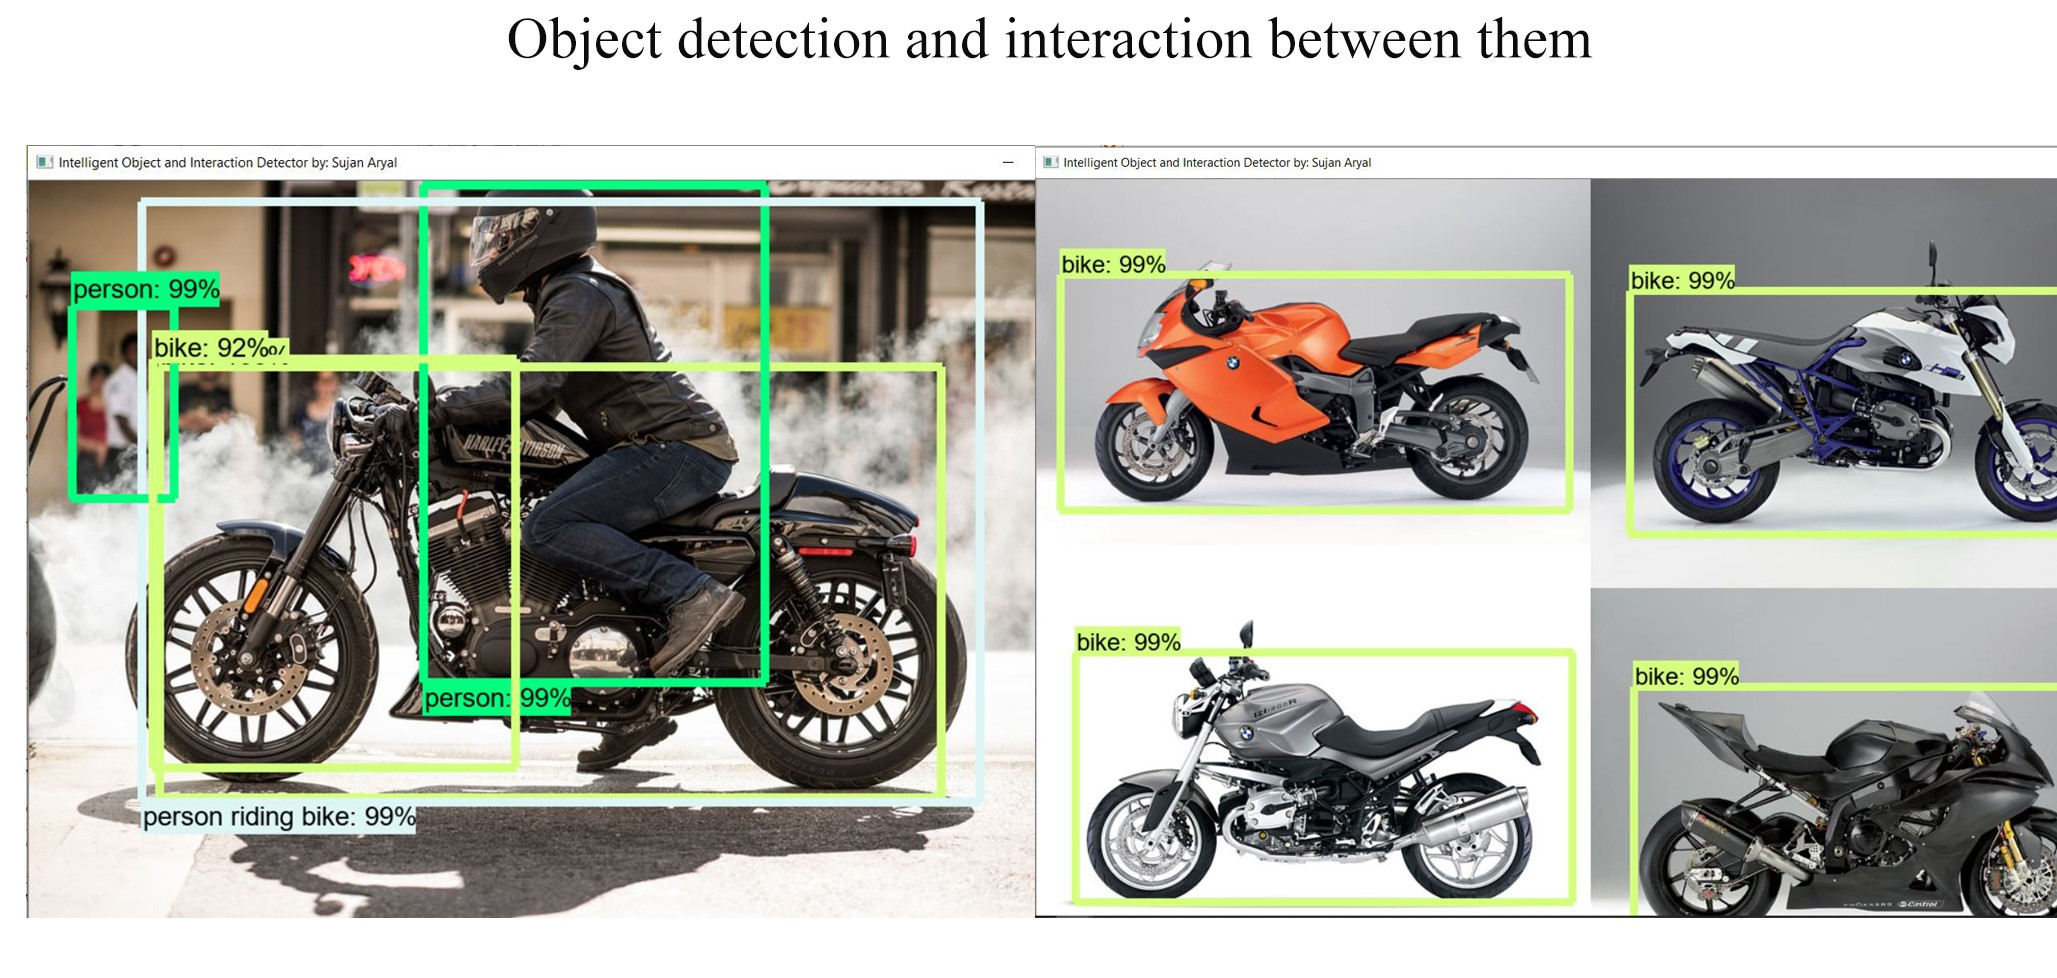 Object detection and interaction between them
Intelligent Object and Interaction Detector by: Sujan Aryal
person: 99%
bike: 92%
HARLEY-DAVIDSON
person: 99%
person riding bike: 99%
Intelligent Object and Interaction Detector by: Sujan Aryal
bike: 99%
bike: 99%
bike: 99%
R1200R
bike: 99%
Castrol